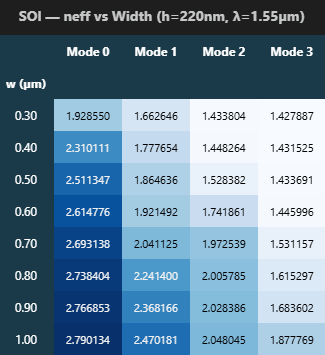 SOI — neff vs Width (h=220nm, λ=1.55μm)
Mode 0 Mode 1 Mode 2 Mode 3
w (μm)
0.30 1.928550 1.662646 1.433804 1.427887
0.40 2.310111 1.777654 1.448264 1.431525
0.50 2.511347 1.864636 1.528382 1.433691
0.60 2.614776 1.921492 1.741861 1.445996
0.70 2.693138 2.041125 1.972539 1.531157
0.80 2.738404 2.241400 2.005785 1.615297
0.90 2.766853 2.368166 2.028386 1.683602
1.00 2.790134 2.470181 2.048045 1.877769